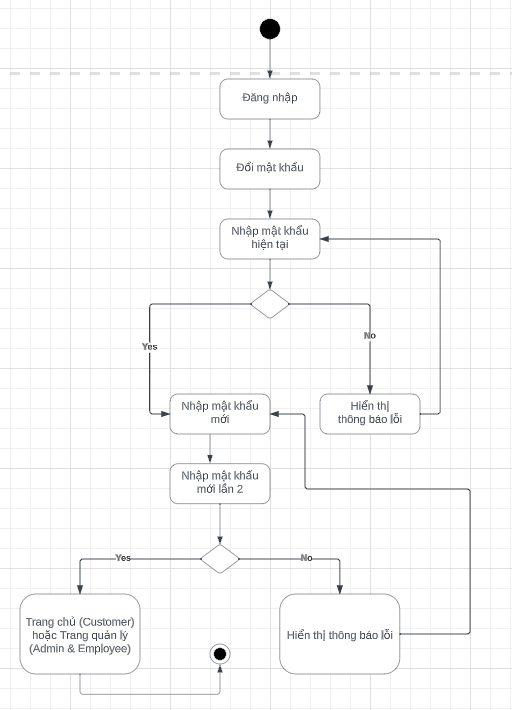 Đăng nhập
Đổi mật khẩu
Nhập mật khẩu
hiện tại
Yes
No
Nhập mật khẩu
mới
Hiển thị
thông báo lỗi
Nhập mật khẩu
mới lần 2
Yes
No
Trang chủ (Customer)
hoặc Trang quản lý
(Admin & Employee)
Hiển thị thông báo lỗi